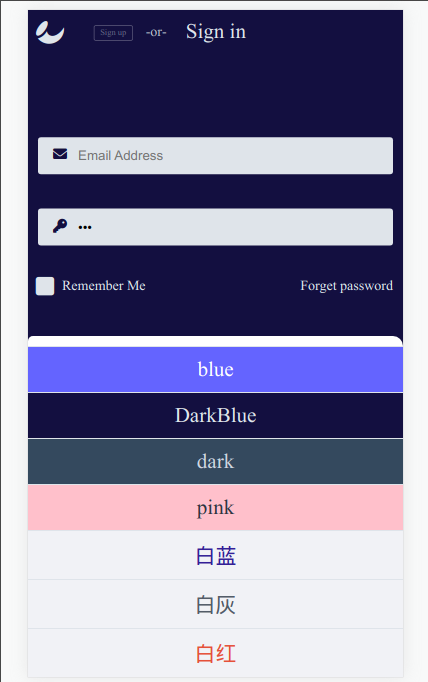 Sign up -or- Sign in
Email Address
•••
Remember Me Forget password
blue
DarkBlue
dark
pink
白蓝
白灰
白红